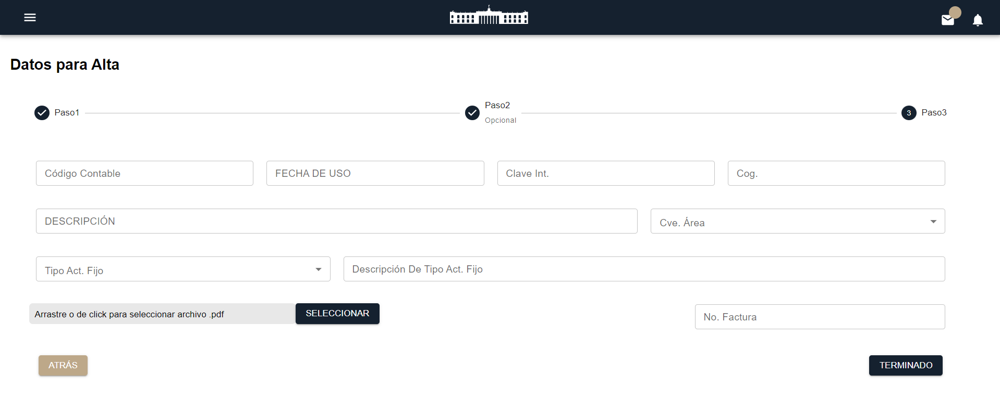 Datos para Alta
Paso1
Paso2
Opcional
3
Paso3
Código Contable
FECHA DE USO
Clave Int.
Cog.
DESCRIPCIÓN
Cve. Área
Tipo Act. Fijo
Descripción De Tipo Act. Fijo
Arrastre o de click para seleccionar archivo .pdf
SELECCIONAR
No. Factura
ATRÁS
TERMINADO